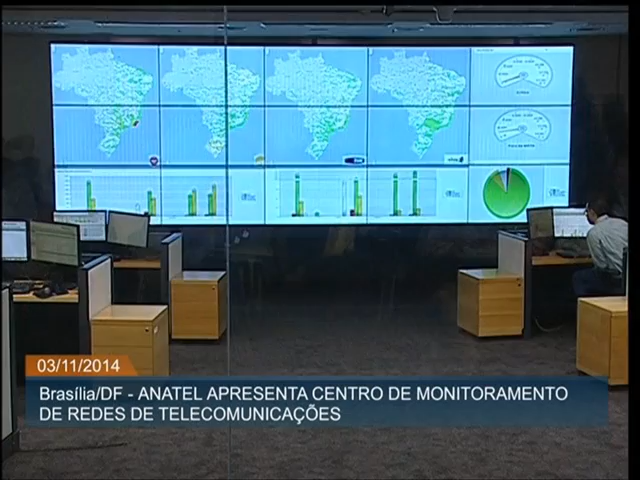 03/11/2014
Brasília/DF - ANATEL APRESENTA CENTRO DE MONITORAMENTO
DE REDES DE TELECOMUNICAÇÕES